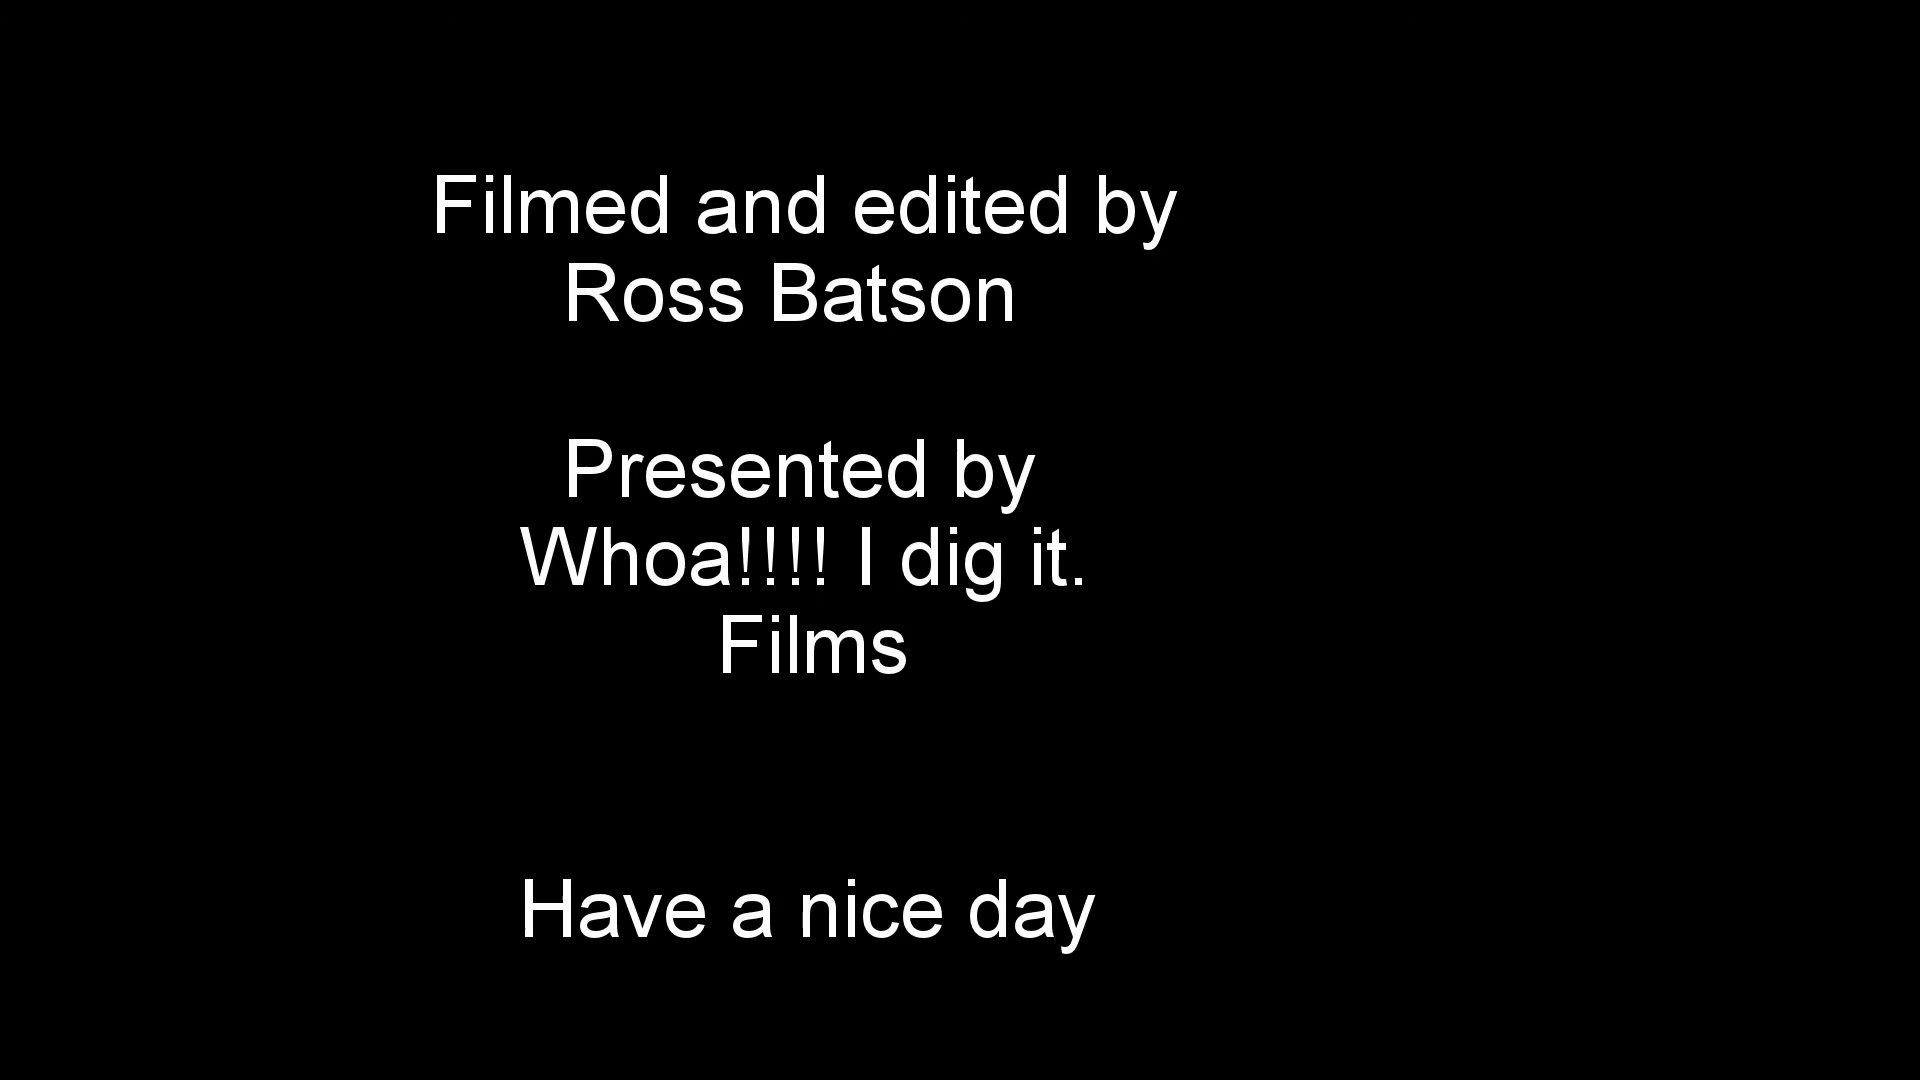 Filmed and edited by
Ross Batson
Presented by
Whoa!!!! I dig it.
Films
Have a nice day